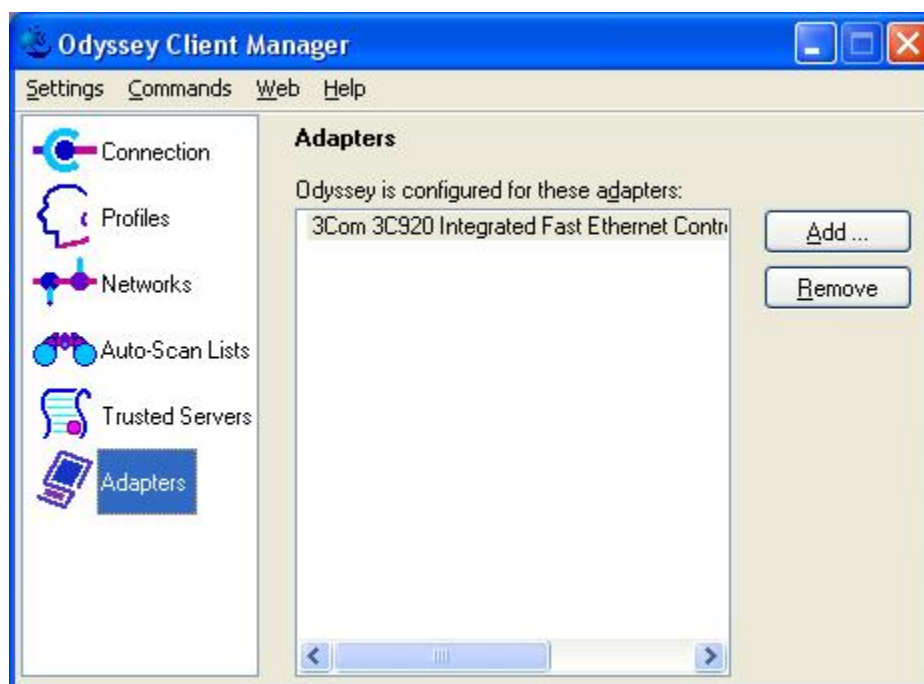 Odyssey Client Manager
Settings Commands Web Help
Connection
Profiles
Networks
Auto-Scan Lists
Trusted Servers
Adapters
Adapters
Odyssey is configured for these adapters:
3Com 3C920 Integrated Fast Ethernet Contr
Add ...
Remove